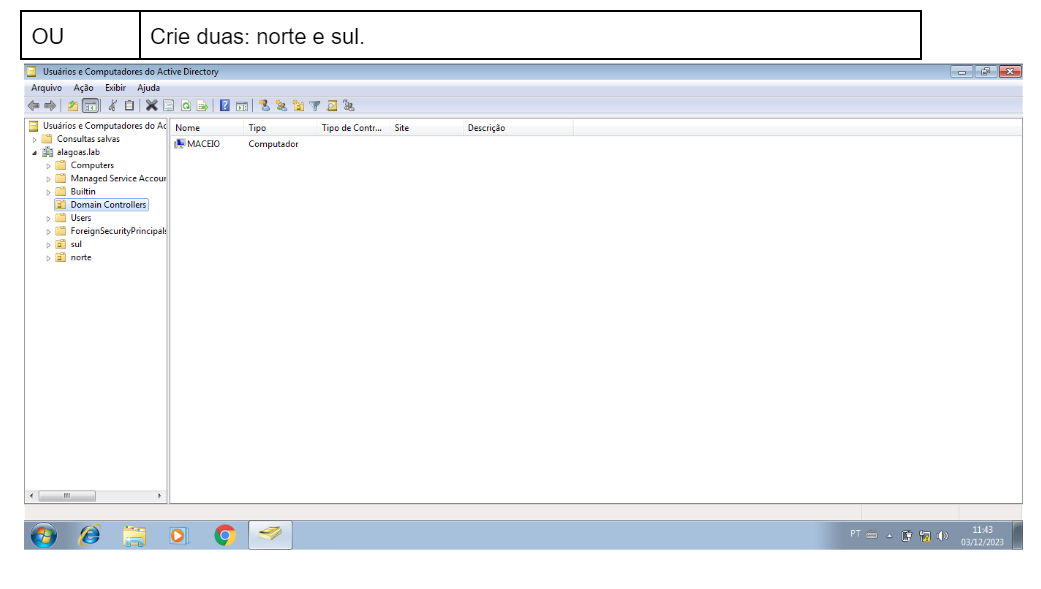 OU Crie duas: norte e sul.
Usuários e Computadores do Active Directory
Arquivo Ação Exibir Ajuda
Usuários e Computadores do Ac
Nome Tipo Tipo de Contr... Site Descrição
Consultas salvas
MACEIO Computador
alagoas.lab
Computers
Managed Service Accour
Builtin
Domain Controllers
Users
ForeignSecurityPrincipals
sul
norte
PT
11:43
03/12/2023